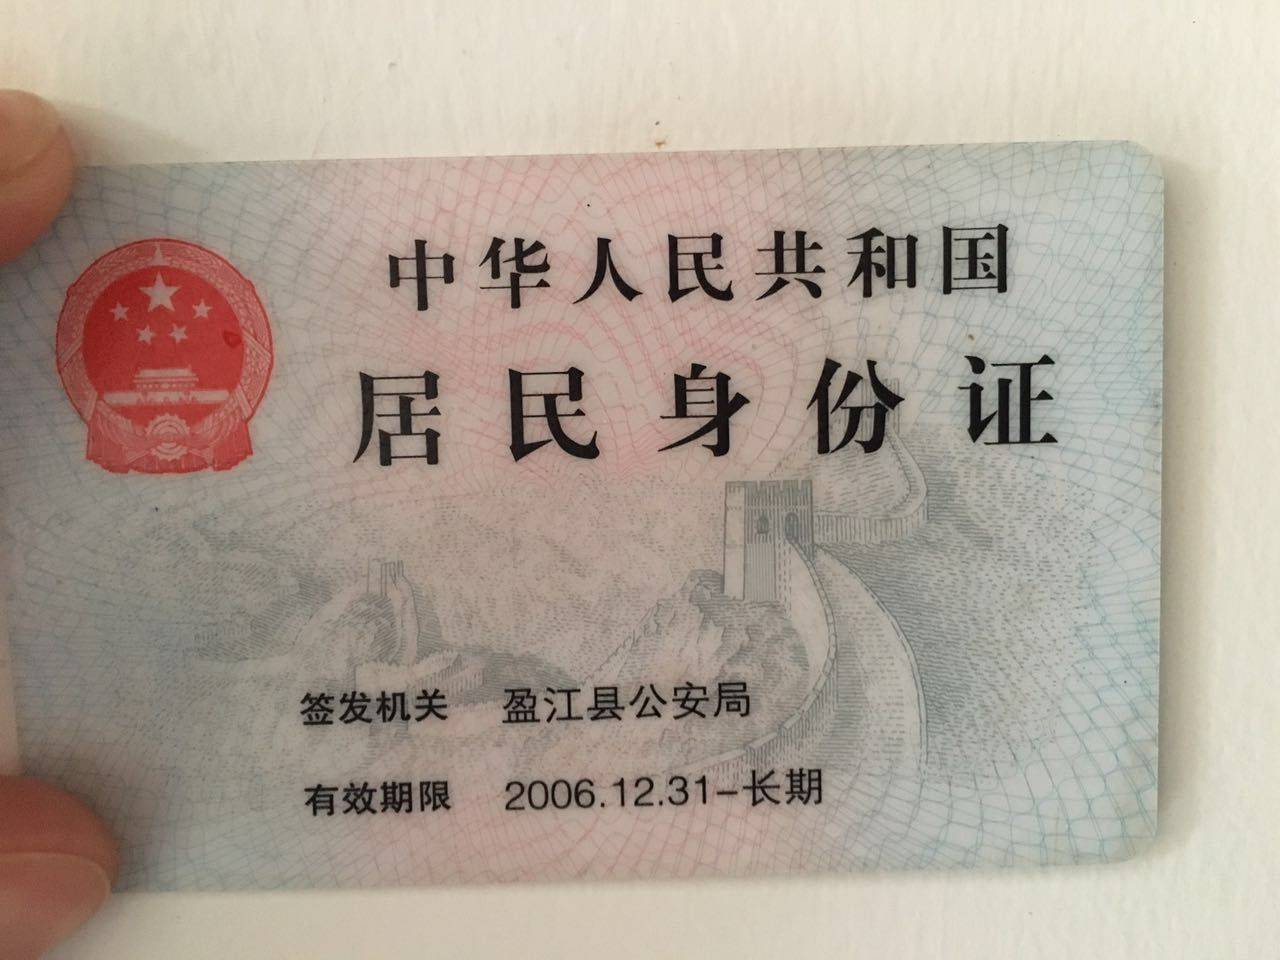 中华人民共和国
居民身份证
签发机关 盈江县公安局
有效期限 2006.12.31-长期